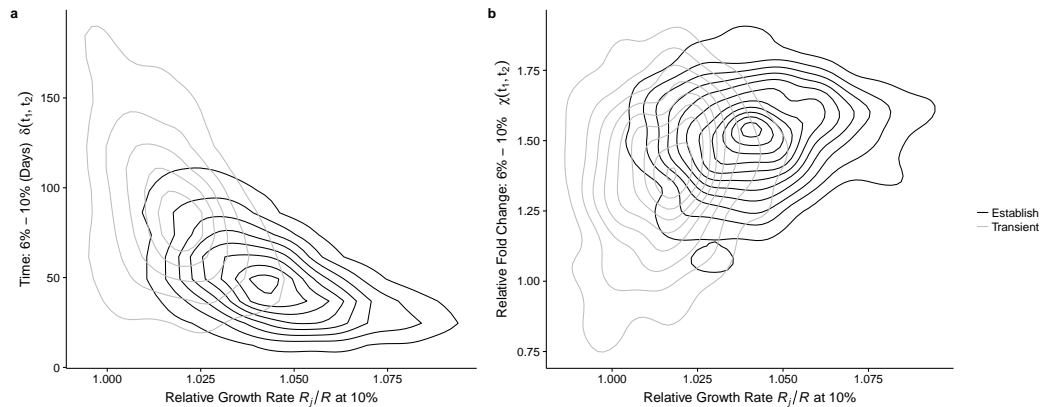 a
Time: 6% − 10% (Days) δ(t₁, t₂)
150
100
50
0
1.000 1.025 1.050 1.075
Relative Growth Rate Rⱼ/R at 10%
b
Relative Fold Change: 6% − 10% χ(t₁, t₂)
1.75
1.50
1.25
1.00
0.75
1.000 1.025 1.050 1.075
Relative Growth Rate Rⱼ/R at 10%
Establish
Transient